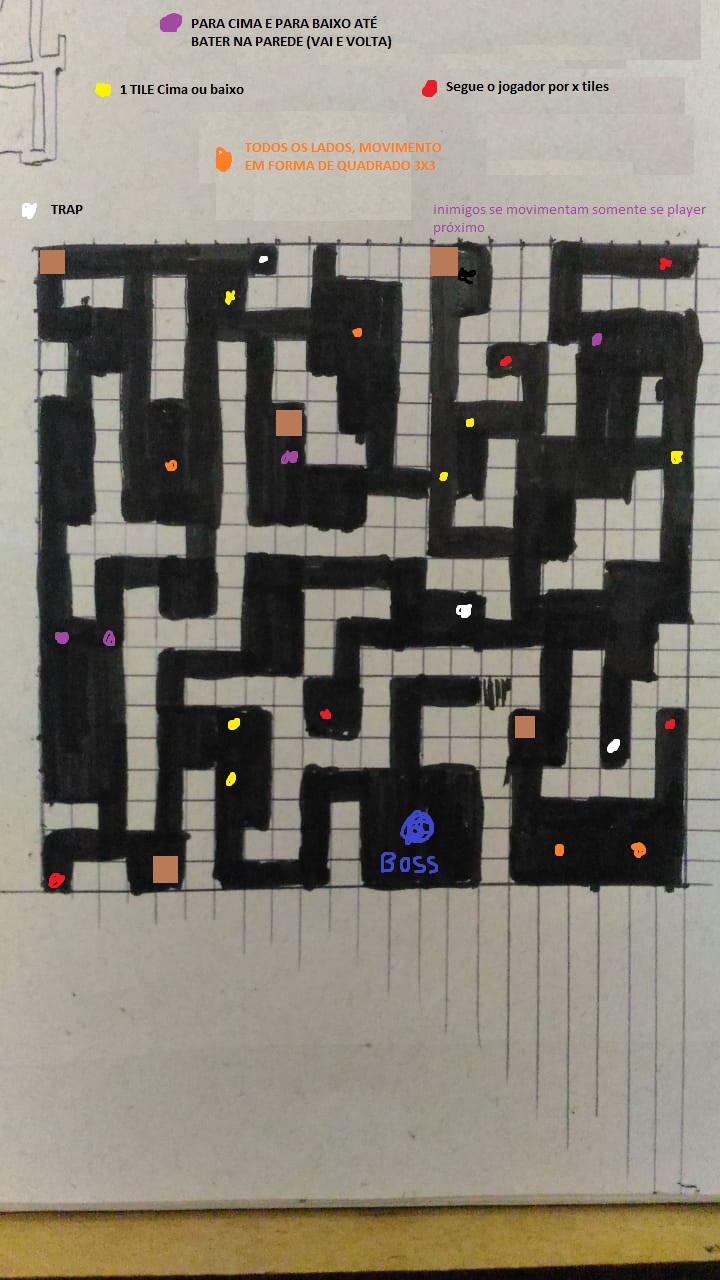 PARA CIMA E PARA BAIXO ATÉ
BATER NA PAREDE (VAI E VOLTA)
1 TILE Cima ou baixo
Segue o jogador por x tiles
TODOS OS LADOS, MOVIMENTO
EM FORMA DE QUADRADO 3X3
TRAP
inimigos se movimentam somente se player
próximo
Boss